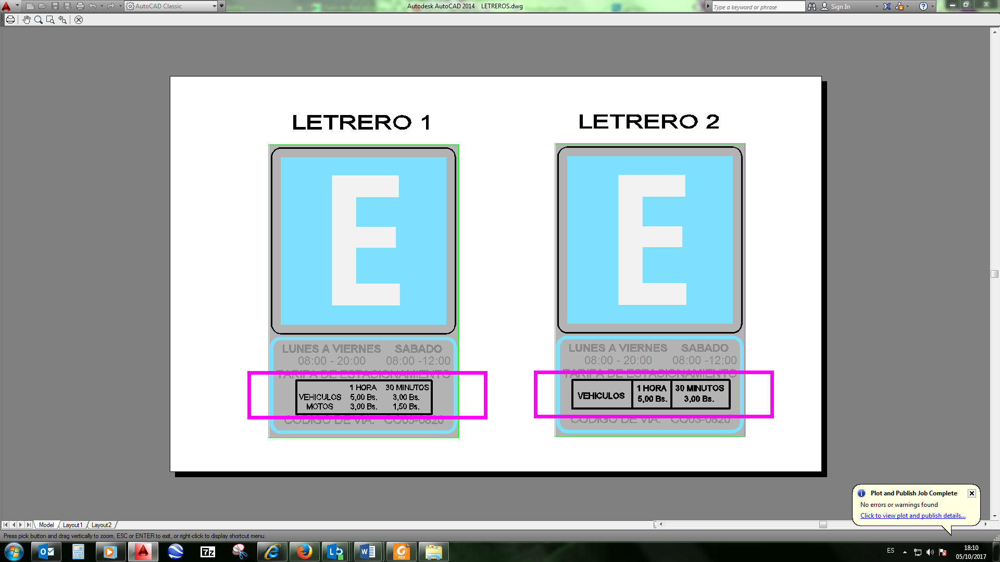 AutoCAD Classic
Autodesk AutoCAD 2014 LETREROS.dwg
Type a keyword or phrase
Sign In
LETRERO 1
E
LUNES A VIERNES SABADO
08:00 - 20:00 08:00 -12:00
TARIFA DE ESTACIONAMIENTO
1 HORA 30 MINUTOS
VEHICULOS 5,00 Bs. 3,00 Bs.
MOTOS 3,00 Bs. 1,50 Bs.
CODIGO DE VIA: CO03-0820
LETRERO 2
E
LUNES A VIERNES SABADO
08:00 - 20:00 08:00 -12:00
TARIFA DE ESTACIONAMIENTO
VEHICULOS
1 HORA 30 MINUTOS
5,00 Bs. 3,00 Bs.
CODIGO DE VIA: CO03-0820
Plot and Publish Job Complete
No errors or warnings found
Click to view plot and publish details...
Model Layout1 Layout2
Press pick button and drag vertically to zoom, ESC or ENTER to exit, or right-click to display shortcut menu.
7z
PDF
ES
18:10
05/10/2017